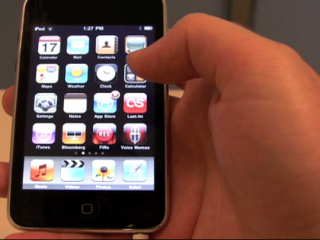 iPod 1:27 PM
17
Calendar Mail Contacts
Maps Weather Clock Calculator
Settings Notes App Store Last.fm
iTunes Bloomberg Voice Memos
Music Videos Photos Safari